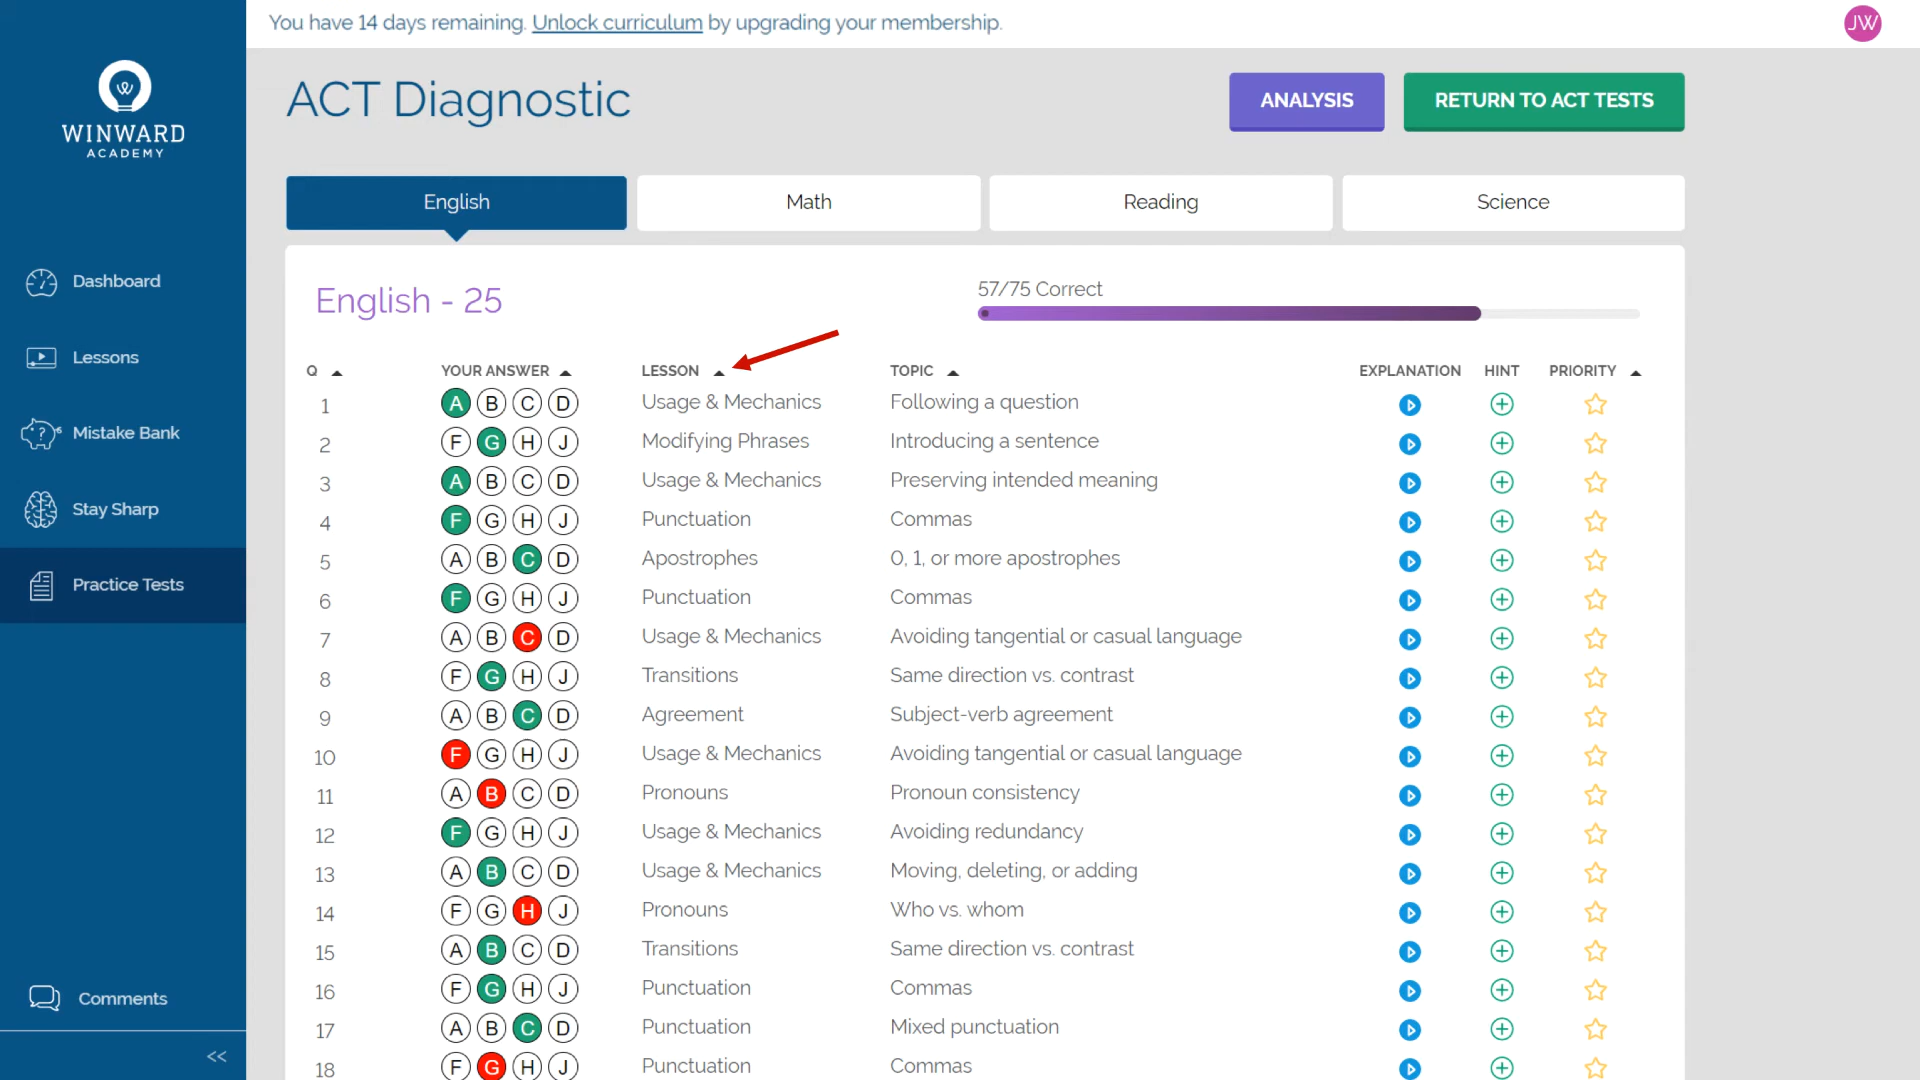 You have 14 days remaining. Unlock curriculum by upgrading your membership.
JW
WINWARD
ACADEMY
Dashboard
Lessons
Mistake Bank
Stay Sharp
Practice Tests
Comments
<<
ACT Diagnostic
ANALYSIS
RETURN TO ACT TESTS
English
Math
Reading
Science
English - 25
57/75 Correct
Q YOUR ANSWER LESSON TOPIC EXPLANATION HINT PRIORITY
1 A B C D Usage & Mechanics Following a question
2 F G H J Modifying Phrases Introducing a sentence
3 A B C D Usage & Mechanics Preserving intended meaning
4 F G H J Punctuation Commas
5 A B C D Apostrophes 0, 1, or more apostrophes
6 F G H J Punctuation Commas
7 A B C D Usage & Mechanics Avoiding tangential or casual language
8 F G H J Transitions Same direction vs. contrast
9 A B C D Agreement Subject-verb agreement
10 F G H J Usage & Mechanics Avoiding tangential or casual language
11 A B C D Pronouns Pronoun consistency
12 F G H J Usage & Mechanics Avoiding redundancy
13 A B C D Usage & Mechanics Moving, deleting, or adding
14 F G H J Pronouns Who vs. whom
15 A B C D Transitions Same direction vs. contrast
16 F G H J Punctuation Commas
17 A B C D Punctuation Mixed punctuation
18 F G H J Punctuation Commas